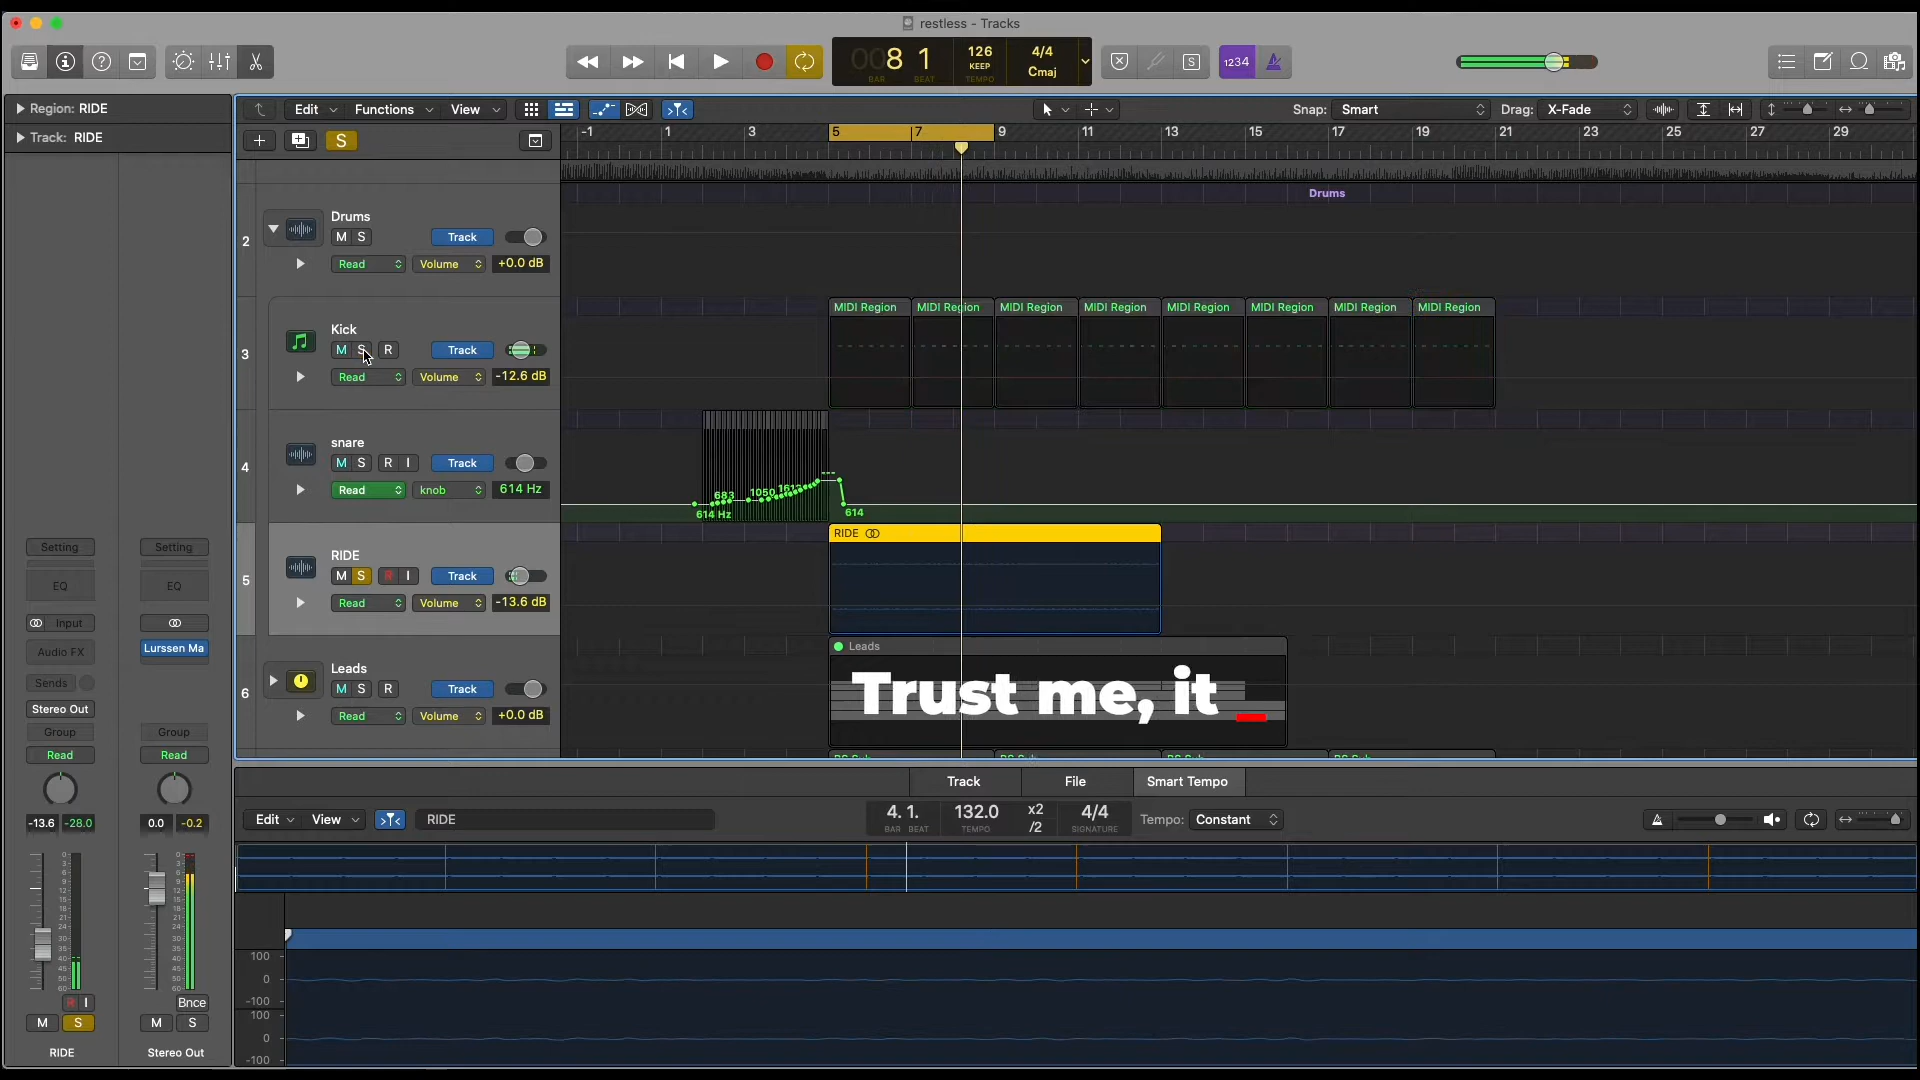 restless - Tracks
008 1
BAR BEAT
126
KEEP
TEMPO
4/4
Cmaj
S
1234
Region: RIDE
Track: RIDE
Edit Functions View
Snap: Smart
Drag: X-Fade
S
-1 1 3 5 7 9 11 13 15 17 19 21 23 25 27 29
Drums
2
Drums
M S Track
Read Volume +0.0 dB
MIDI Region MIDI Region MIDI Region MIDI Region MIDI Region MIDI Region MIDI Region MIDI Region
3
Kick
M S R Track
Read Volume -12.6 dB
4
snare
M S R I Track
Read knob 614 Hz
683 1050
614 Hz 614
RIDE
5
RIDE
M S R I Track
Read Volume -13.6 dB
Leads
6
Leads
M S R Track
Read Volume +0.0 dB
Trust me, it _
Setting Setting
EQ EQ
Input
Audio FX
Lurssen Ma
Sends
Stereo Out
Group Group
Read Read
-13.6 -28.0 0.0 -0.2
R I Bnce
M S M S
RIDE Stereo Out
Track File Smart Tempo
Edit View RIDE
4. 1.
BAR BEAT
132.0
TEMPO
x2
/2
4/4
SIGNATURE
Tempo: Constant
100
0
-100
100
0
-100